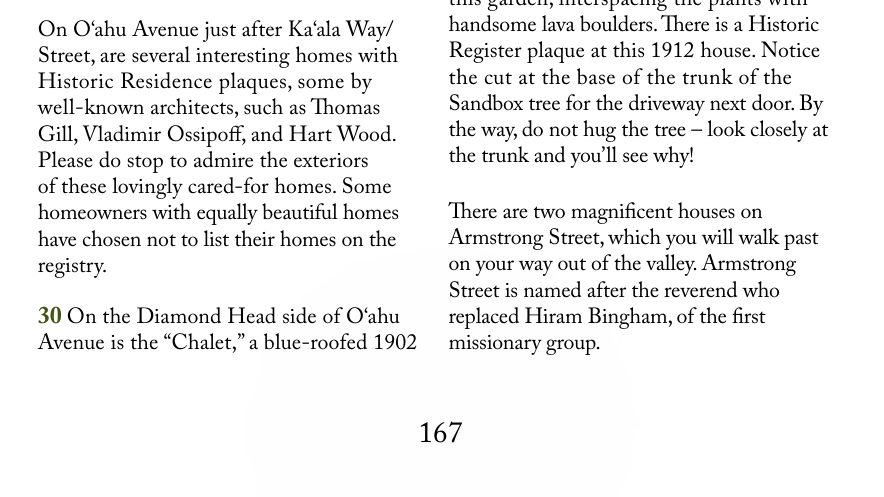 On Oʻahu Avenue just after Kaʻala Way/
Street, are several interesting homes with
Historic Residence plaques, some by
well-known architects, such as Thomas
Gill, Vladimir Ossipoff, and Hart Wood.
Please do stop to admire the exteriors
of these lovingly cared-for homes. Some
homeowners with equally beautiful homes
have chosen not to list their homes on the
registry.
30 On the Diamond Head side of Oʻahu
Avenue is the “Chalet,” a blue-roofed 1902
this garden, interspacing the plants with
handsome lava boulders. There is a Historic
Register plaque at this 1912 house. Notice
the cut at the base of the trunk of the
Sandbox tree for the driveway next door. By
the way, do not hug the tree – look closely at
the trunk and you’ll see why!
There are two magnificent houses on
Armstrong Street, which you will walk past
on your way out of the valley. Armstrong
Street is named after the reverend who
replaced Hiram Bingham, of the first
missionary group.
167